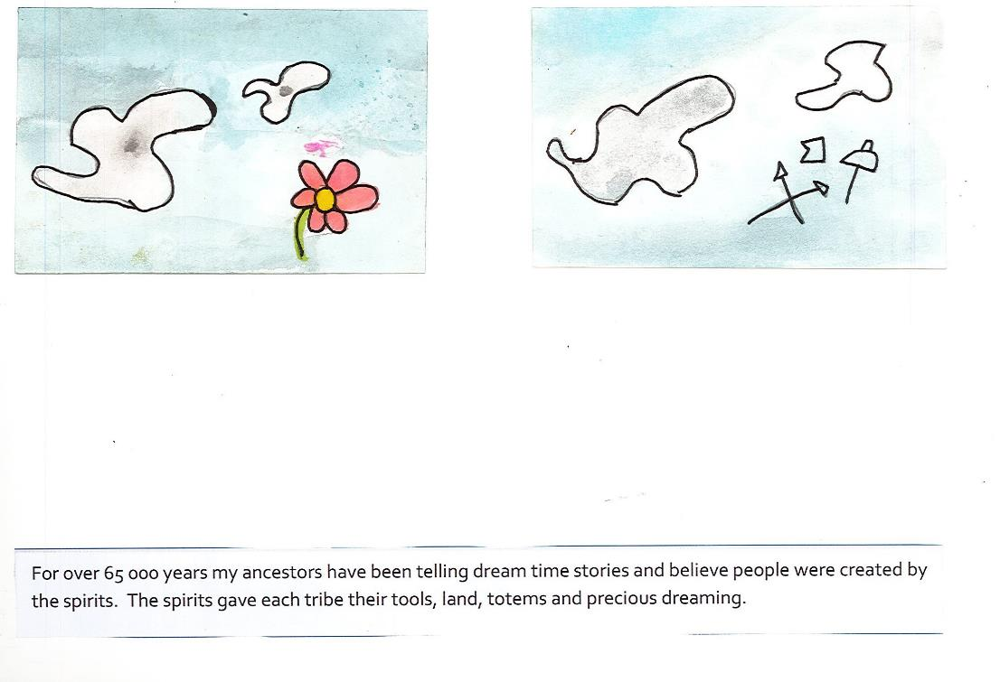 For over 65 000 years my ancestors have been telling dream time stories and believe people were created by
the spirits.  The spirits gave each tribe their tools, land, totems and precious dreaming.